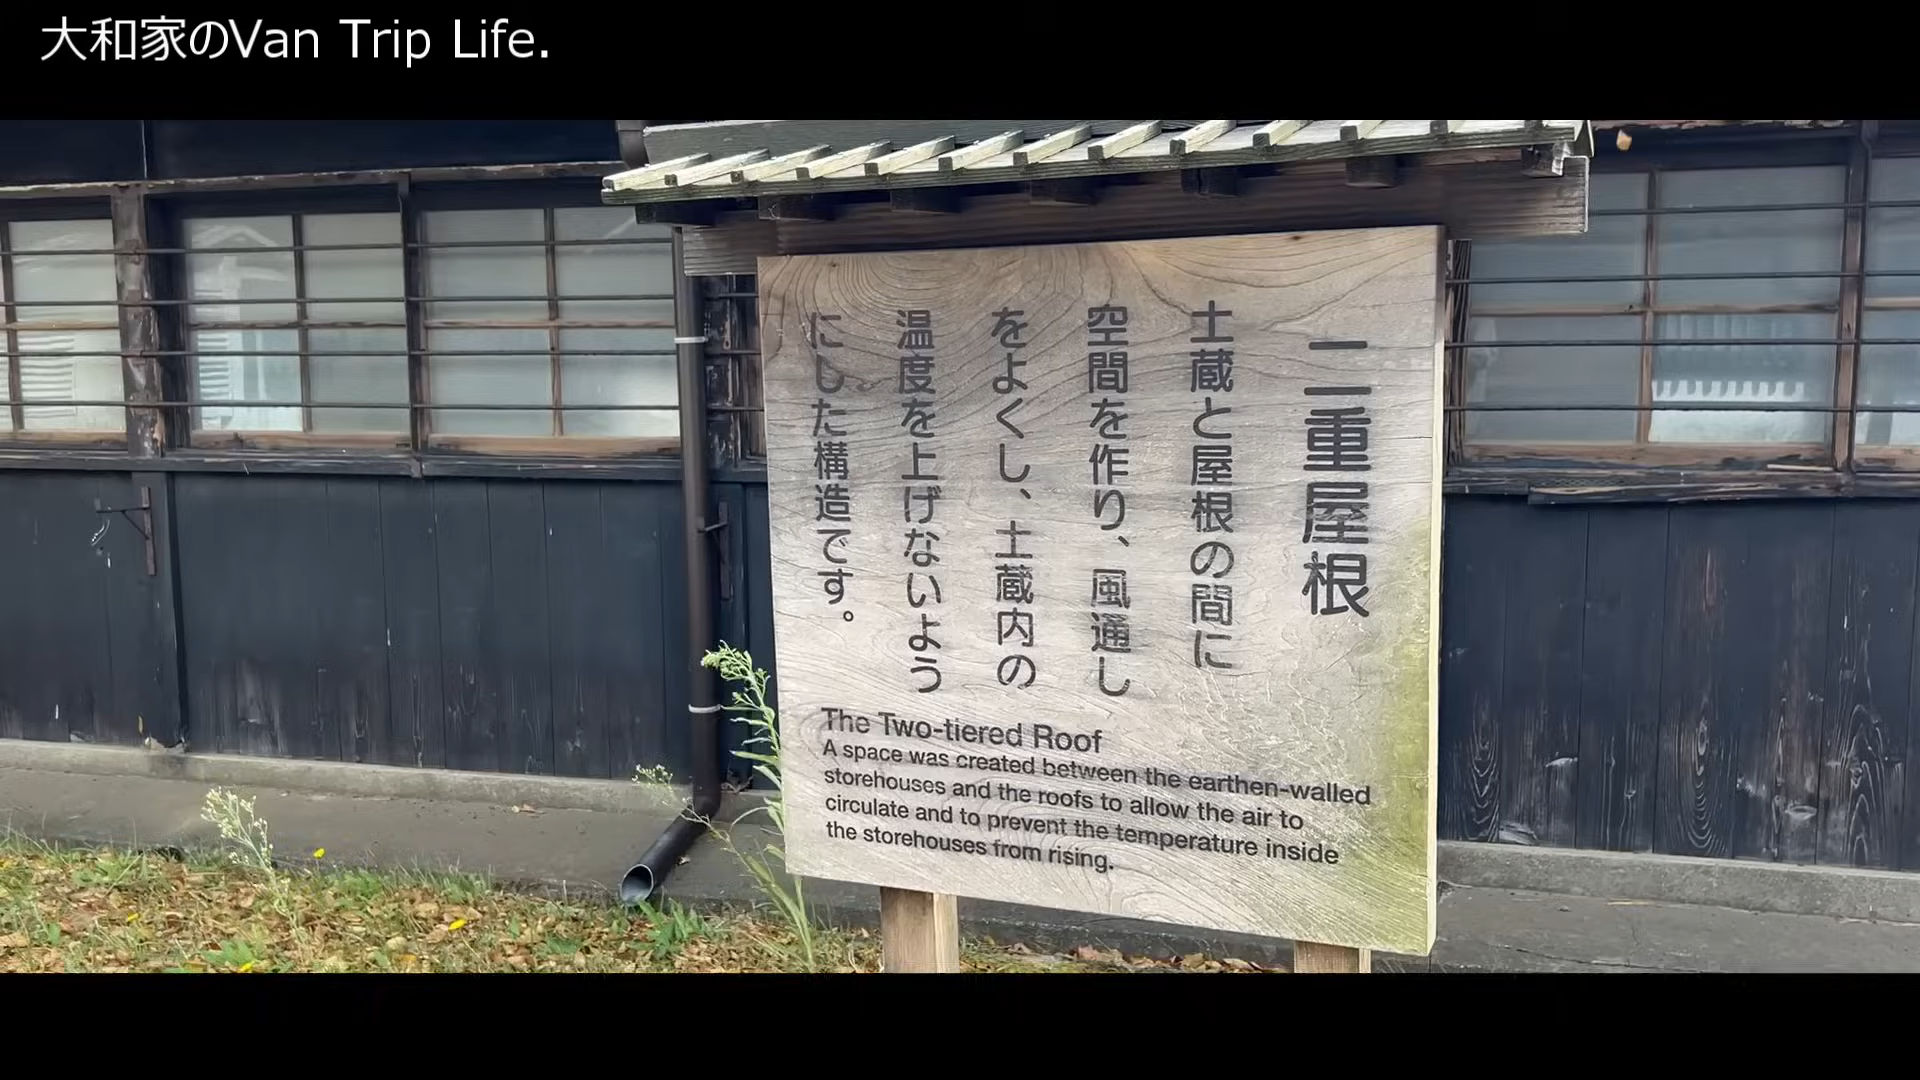 大和家のVan Trip Life.
二重屋根
土蔵と屋根の間に
空間を作り、風通し
をよくし、土蔵内の
温度を上げないよう
にした構造です。
The Two-tiered Roof
A space was created between the earthen-walled
storehouses and the roofs to allow the air to
circulate and to prevent the temperature inside
the storehouses from rising.